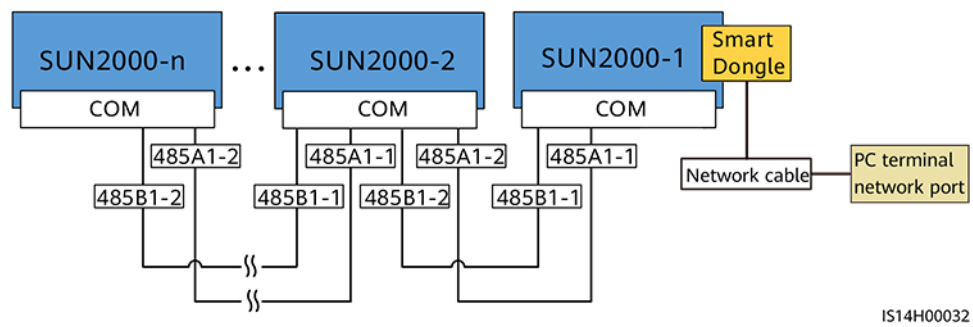 SUN2000-n
...
SUN2000-2
SUN2000-1
Smart
Dongle
COM
COM
COM
485A1-2
485A1-1
485A1-2
485A1-1
485B1-2
485B1-1
485B1-2
485B1-1
Network cable
PC terminal
network port
IS14H00032